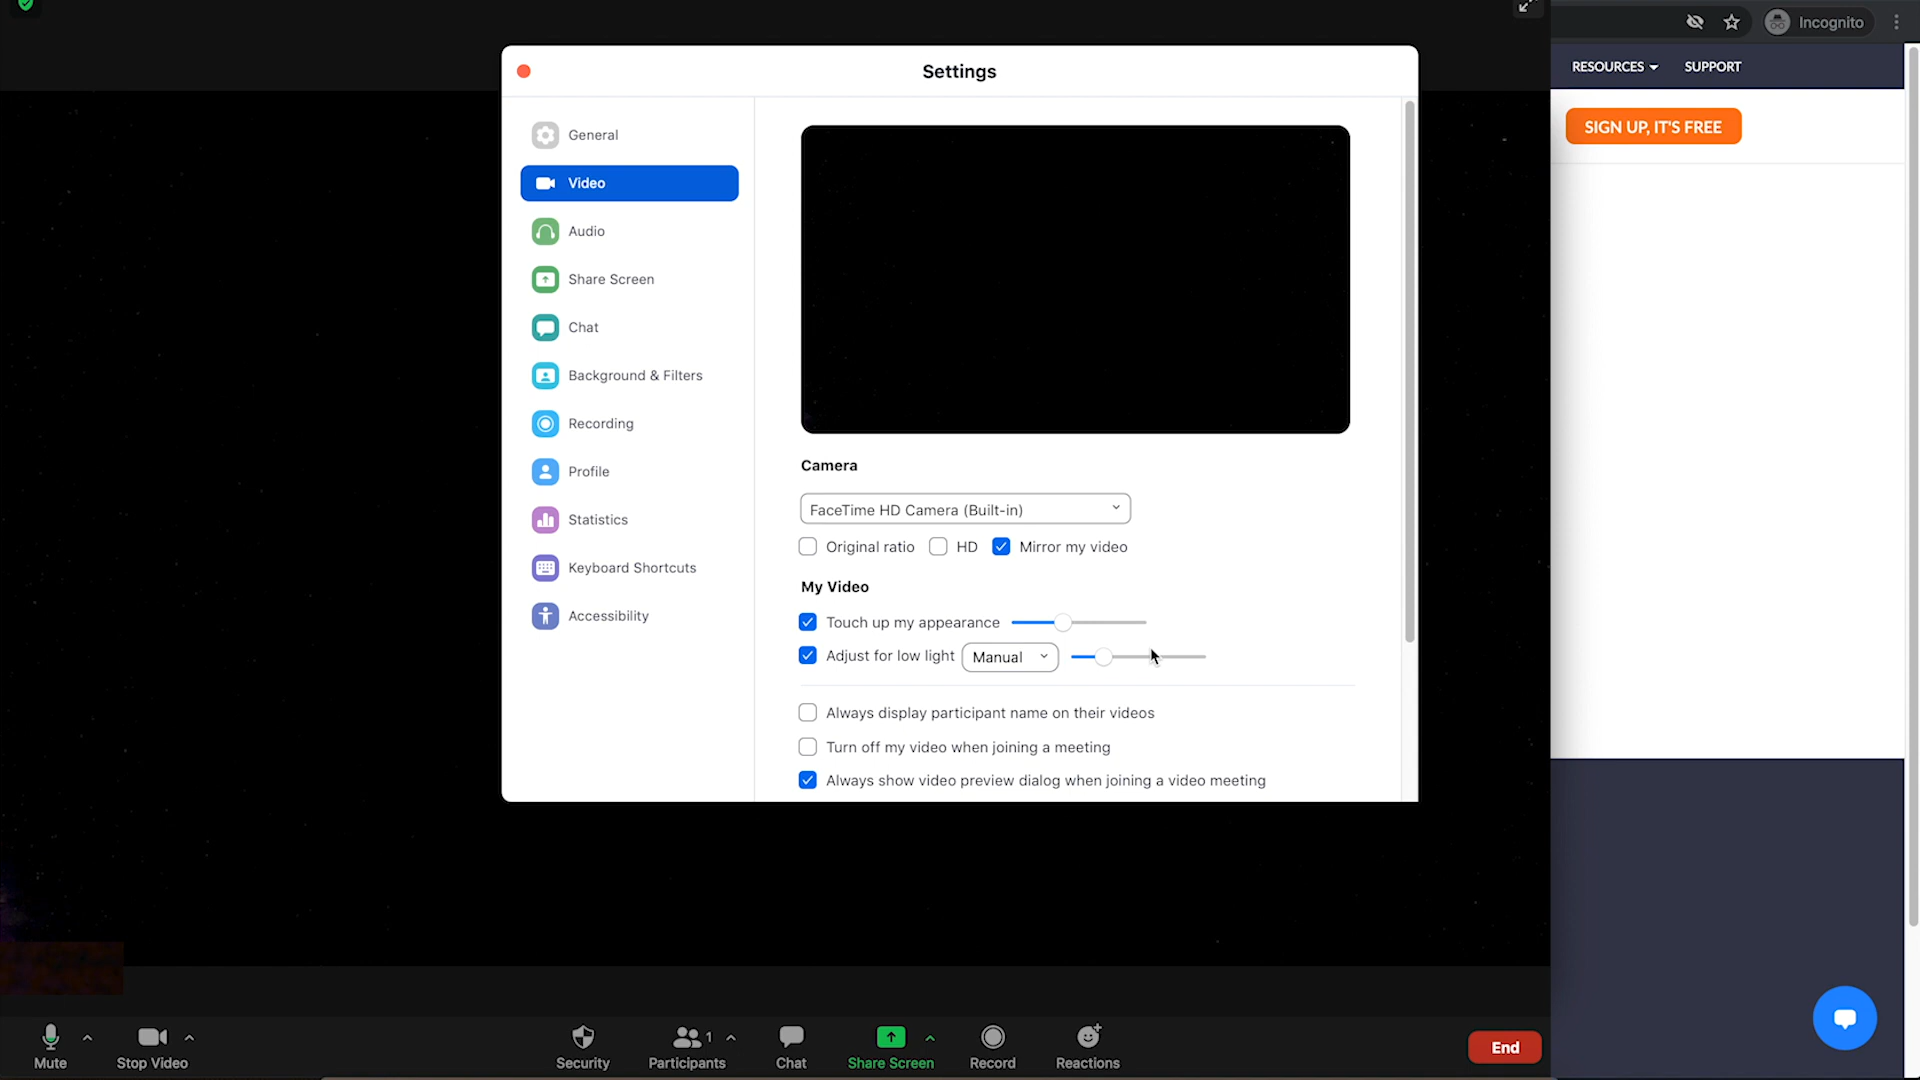 Incognito
RESOURCES SUPPORT
SIGN UP, IT'S FREE
Settings
General
Video
Audio
Share Screen
Chat
Background & Filters
Recording
Profile
Statistics
Keyboard Shortcuts
Accessibility
Camera
FaceTime HD Camera (Built-in)
Original ratio HD Mirror my video
My Video
Touch up my appearance
Adjust for low light Manual
Always display participant name on their videos
Turn off my video when joining a meeting
Always show video preview dialog when joining a video meeting
Mute
Stop Video
Security
1
Participants
Chat
Share Screen
Record
Reactions
End